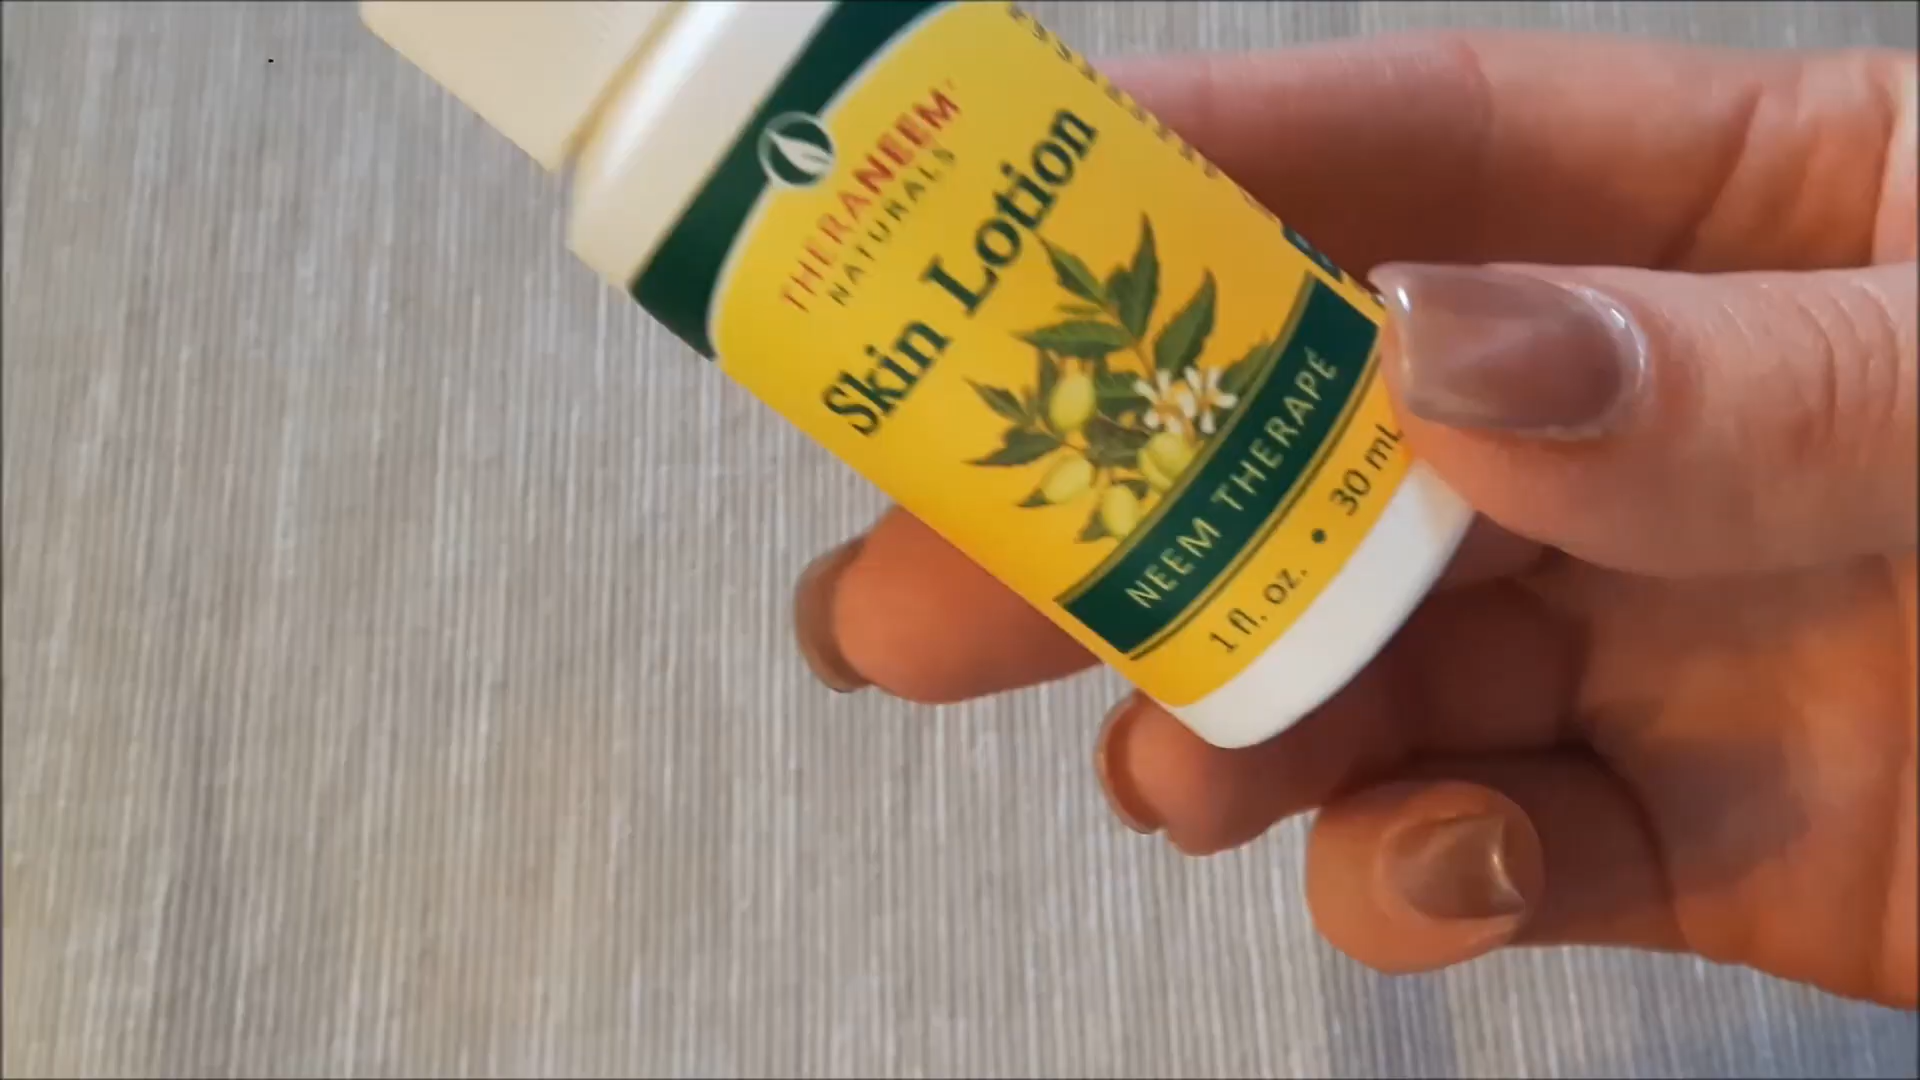 THERANEEM
NATURALS
Skin Lotion
NEEM THERAPÉ
1 fl. oz. • 30 mL